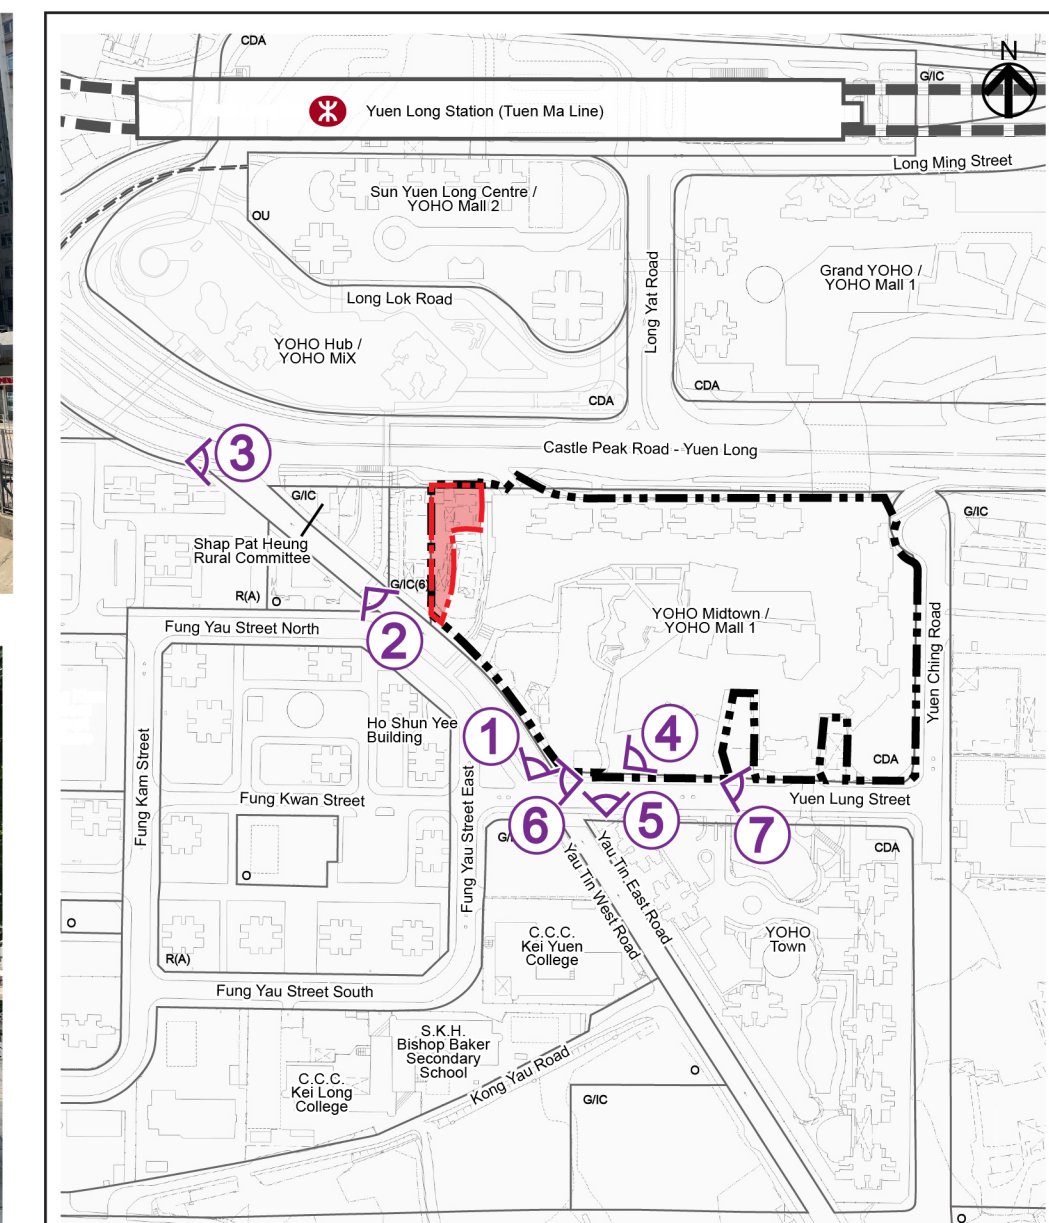 CDA
N
G/IC
Yuen Long Station (Tuen Ma Line)
Long Ming Street
Sun Yuen Long Centre /
YOHO Mall 2
OU
Long Yat Road
Grand YOHO /
YOHO Mall 1
Long Lok Road
YOHO Hub /
YOHO MiX
CDA
CDA
Castle Peak Road - Yuen Long
3
G/IC
G/IC
Shap Pat Heung
Rural Committee
G/IC(6)
R(A)
O
YOHO Midtown /
YOHO Mall 1
Fung Yau Street North
2
Yuen Ching Road
Ho Shun Yee
Building
1
4
CDA
Fung Kam Street
Fung Kwan Street
Fung Yau Street East
Yuen Lung Street
6
5
7
G/
CDA
Yau Tin West Road
Yau Tin East Road
O
O
C.C.C.
Kei Yuen
College
YOHO
Town
R(A)
Fung Yau Street South
S.K.H.
Bishop Baker
Secondary
School
Kong Yau Road
C.C.C.
Kei Long
College
O
G/IC
O